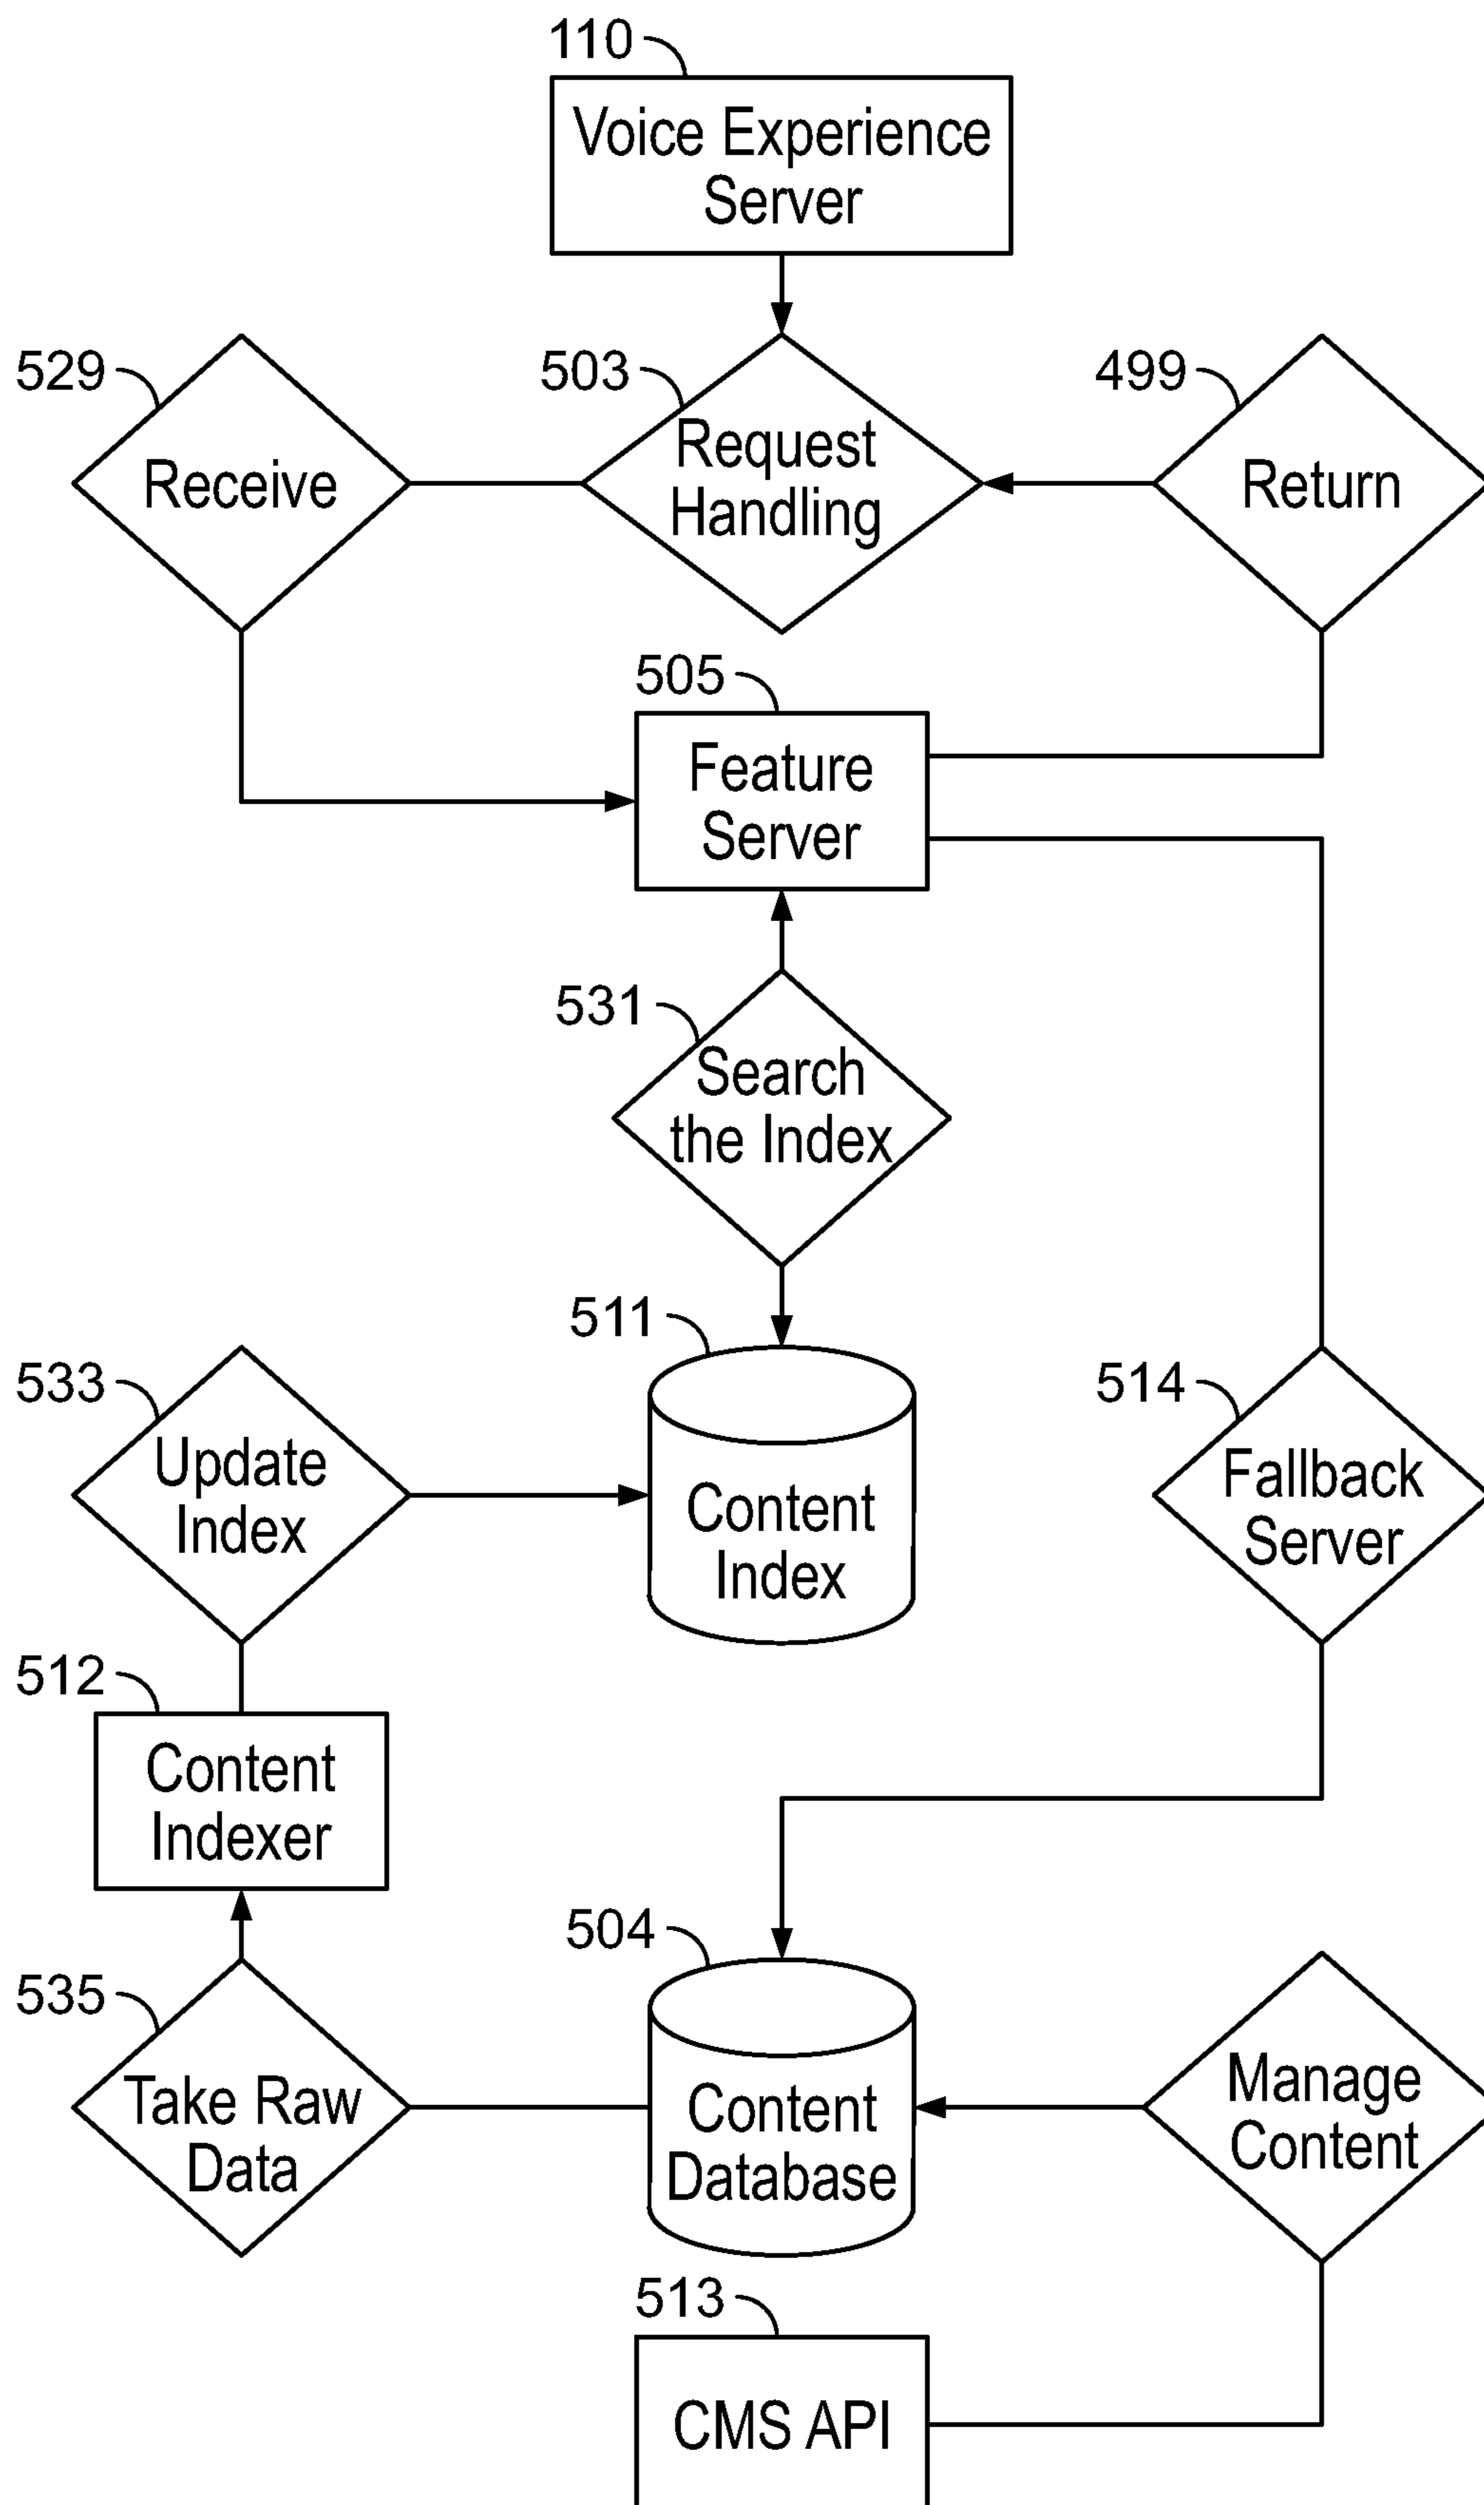 110
Voice Experience
Server
529
503
499
Receive
Request
Handling
Return
505
Feature
Server
531
Search
the Index
511
533
514
Update
Index
Content
Index
Fallback
Server
512
Content
Indexer
504
535
Take Raw
Data
Content
Database
Manage
Content
513
CMS API